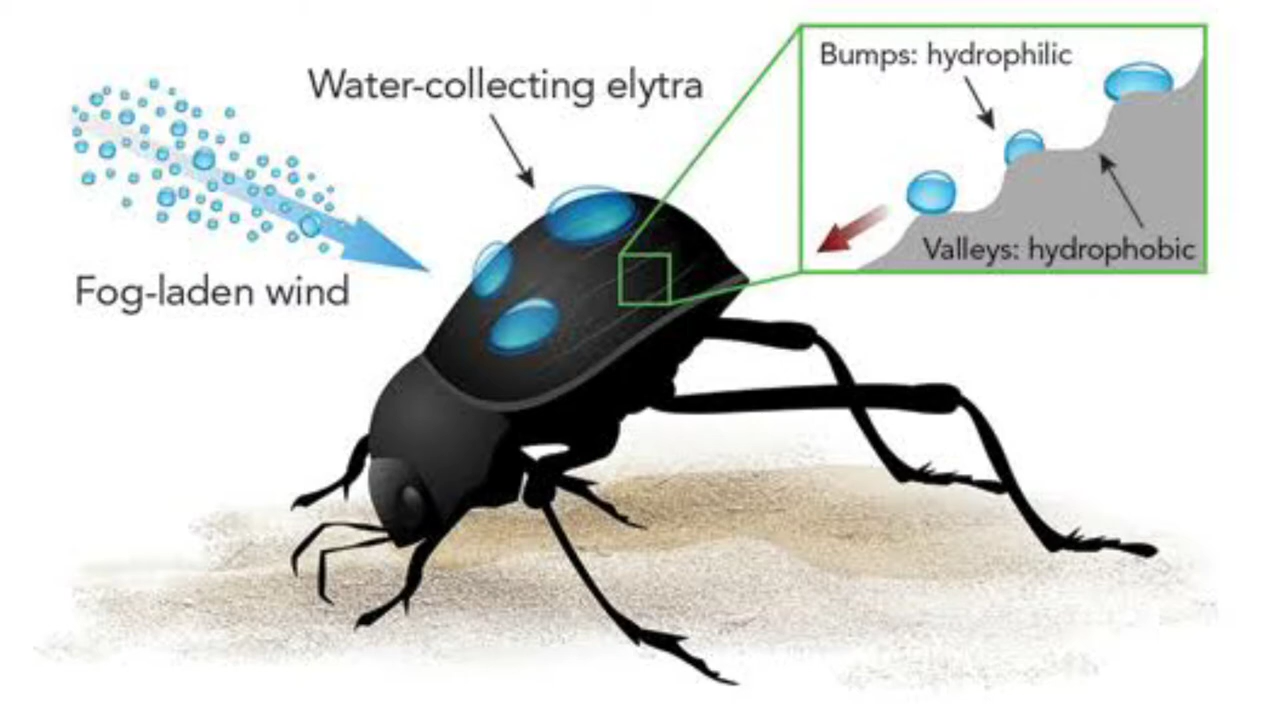 Water-collecting elytra
Bumps: hydrophilic
Valleys: hydrophobic
Fog-laden wind